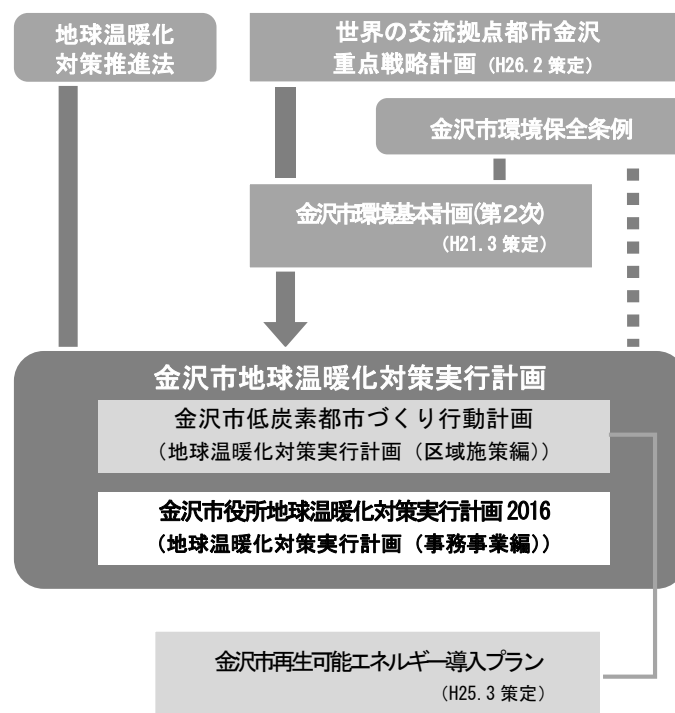 地球温暖化
対策推進法
世界の交流拠点都市金沢
重点戦略計画（H26.2 策定）
金沢市環境保全条例
金沢市環境基本計画(第２次)
(H21.3 策定)
金沢市地球温暖化対策実行計画
金沢市低炭素都市づくり行動計画
（地球温暖化対策実行計画（区域施策編））
金沢市役所地球温暖化対策実行計画 2016
（地球温暖化対策実行計画（事務事業編））
金沢市再生可能エネルギー導入プラン
(H25.3 策定)